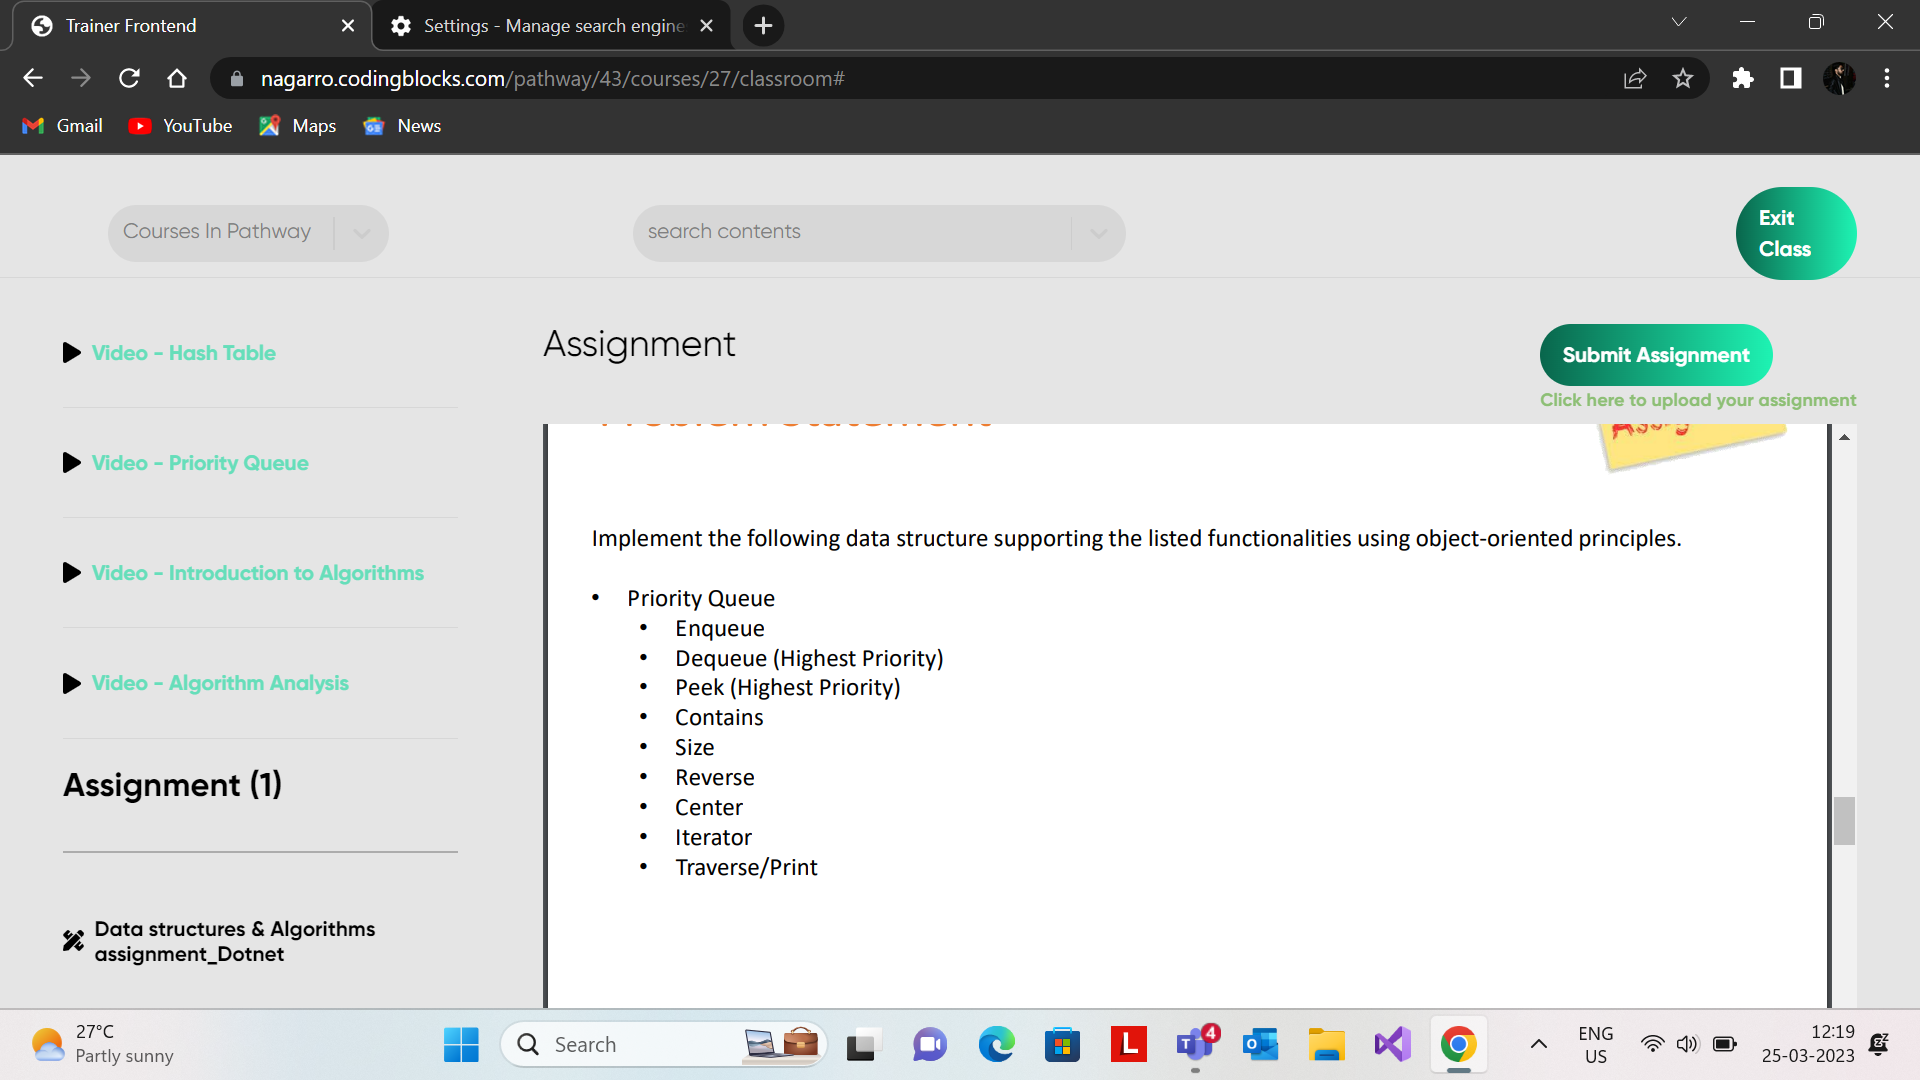 Trainer Frontend
Settings - Manage search engine
nagarro.codingblocks.com/pathway/43/courses/27/classroom#
Gmail
YouTube
Maps
News
Courses In Pathway
search contents
Exit
Class
Video - Hash Table
Video - Priority Queue
Video - Introduction to Algorithms
Video - Algorithm Analysis
Assignment (1)
Data structures & Algorithms
assignment_Dotnet
Assignment
Submit Assignment
Click here to upload your assignment
Problem Statement
Implement the following data structure supporting the listed functionalities using object-oriented principles.
• Priority Queue
• Enqueue
• Dequeue (Highest Priority)
• Peek (Highest Priority)
• Contains
• Size
• Reverse
• Center
• Iterator
• Traverse/Print
27°C
Partly sunny
Search
L
T
4
O
ENG
US
12:19
25-03-2023